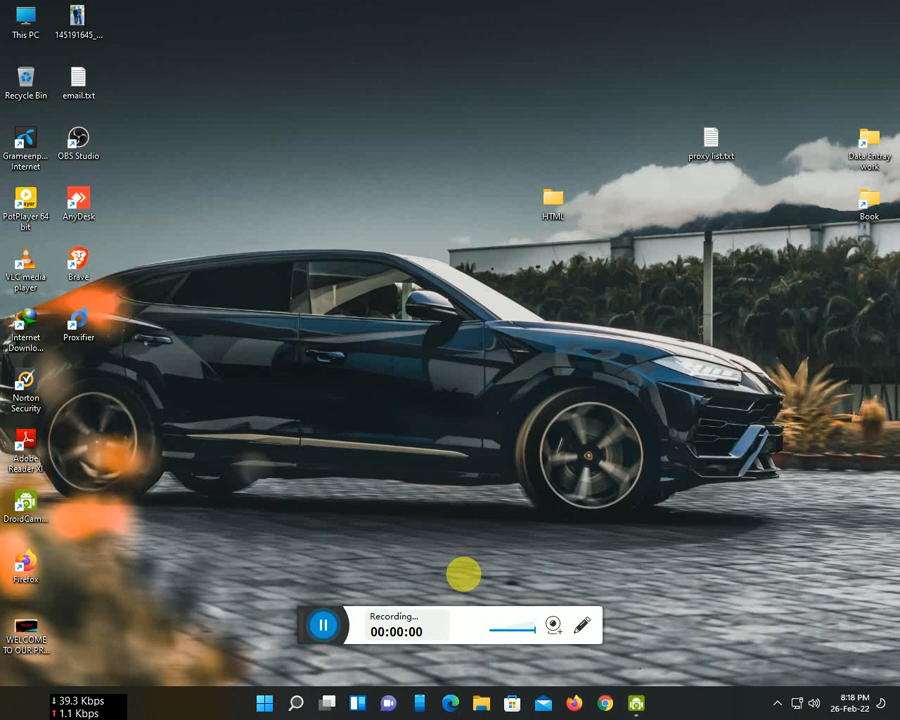 This PC
145191645_...
Recycle Bin
email.txt
Grameenp...
Internet
OBS Studio
proxy list.txt
Data Entray
work
PotPlayer 64
bit
AnyDesk
HTML
Book
VLC media
player
Brave
Internet
Downlo...
Proxifier
Norton
Security
Adobe
Reader XI
DroidCam...
Firefox
WELCOME
TO OUR PR...
Recording...
00:00:00
39.3 Kbps
1.1 Kbps
8:18 PM
26-Feb-22